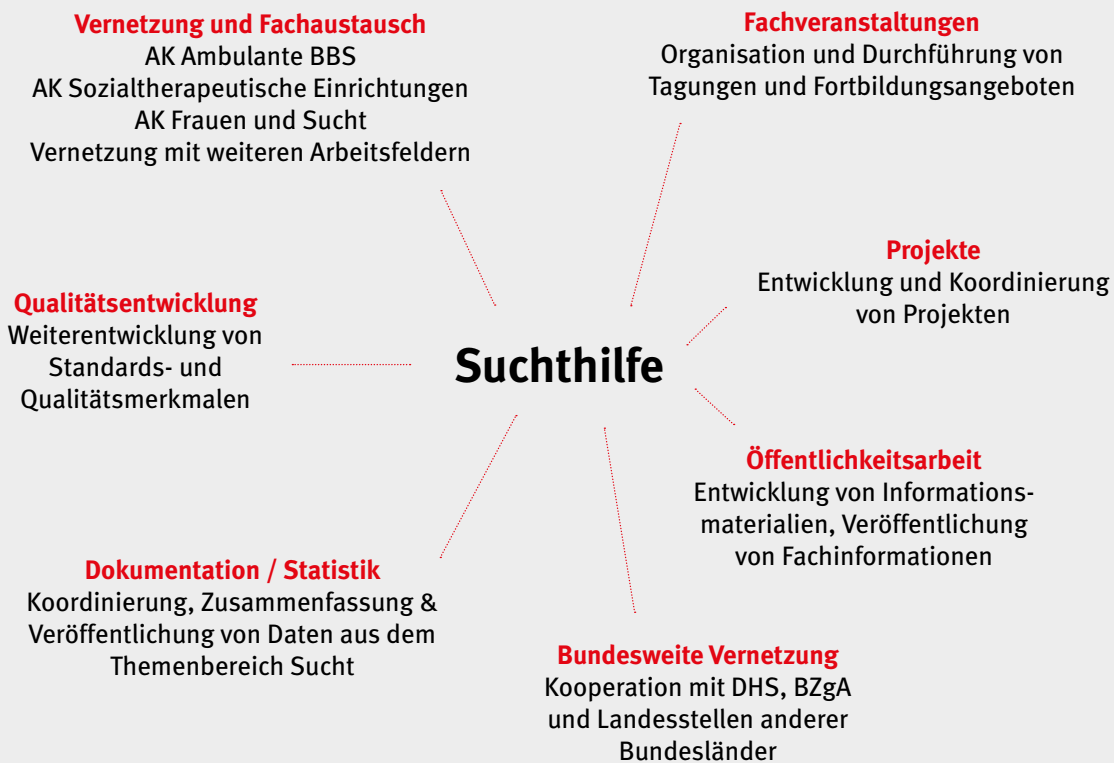 Vernetzung und Fachaustausch
AK Ambulante BBS
AK Sozialtherapeutische Einrichtungen
AK Frauen und Sucht
Vernetzung mit weiteren Arbeitsfeldern
Fachveranstaltungen
Organisation und Durchführung von
Tagungen und Fortbildungsangeboten
Projekte
Entwicklung und Koordinierung
von Projekten
Qualitätsentwicklung
Weiterentwicklung von
Standards- und
Qualitätsmerkmalen
Suchthilfe
Öffentlichkeitsarbeit
Entwicklung von Informations-
materialien, Veröffentlichung
von Fachinformationen
Dokumentation / Statistik
Koordinierung, Zusammenfassung &
Veröffentlichung von Daten aus dem
Themenbereich Sucht
Bundesweite Vernetzung
Kooperation mit DHS, BZgA
und Landesstellen anderer
Bundesländer